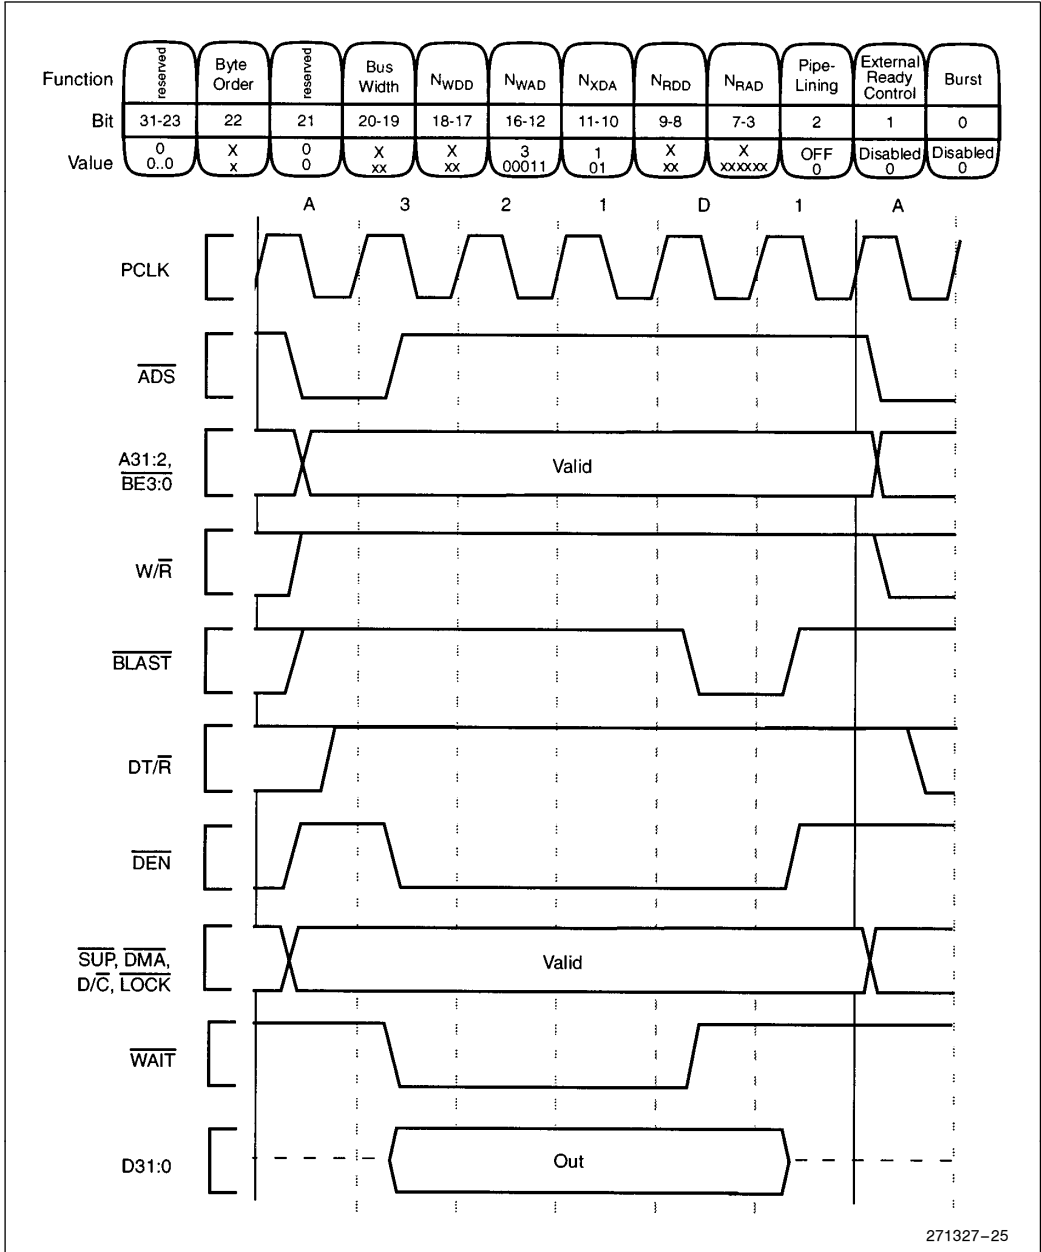 Function reserved Byte Order reserved Bus Width NWDD NWAD NXDA NRDD NRAD Pipe-Lining External Ready Control Burst
Bit 31-23 22 21 20-19 18-17 16-12 11-10 9-8 7-3 2 1 0
Value 0 X 0 X X 3 1 X X OFF Disabled Disabled
0..0 x 0 xx xx 00011 01 xx xxxxxx 0 0 0
A 3 2 1 D 1 A
PCLK
ADS
A31:2,
BE3:0
Valid
W/R
BLAST
DT/R
DEN
SUP, DMA,
D/C, LOCK
Valid
WAIT
D31:0
Out
271327-25